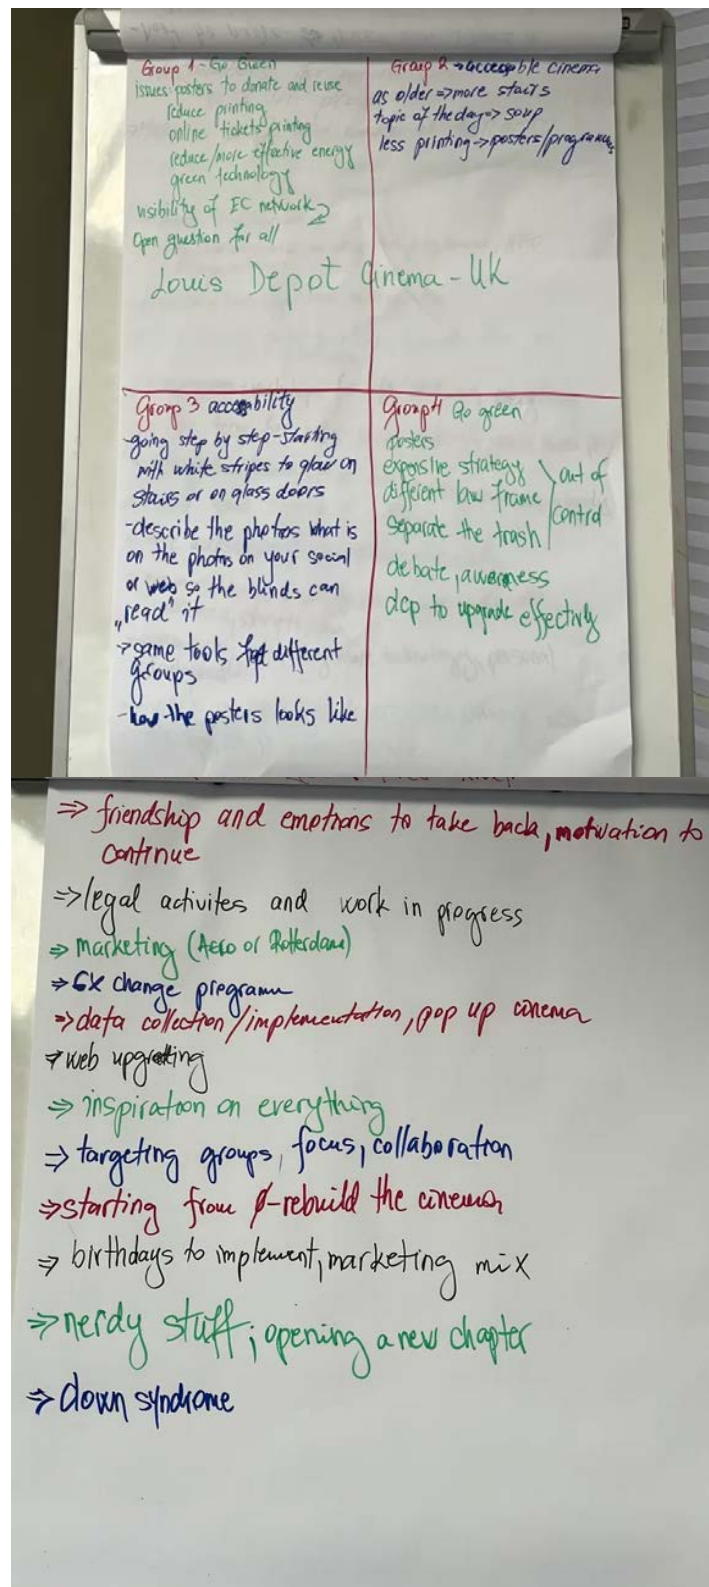 Group 1 - Go Green
issues: posters to donate and reuse
reduce printing
online tickets printing
reduce/more effective energy
green technology
visibility of EC network
Open question for all
Group 2 → accessible cinema
as older => more stairs
topic of the day => soup
less printing -> posters/programmes
Louis Depot Cinema - UK
Group 3 accessbility
- going step by step - starting
with white stripes to glow on
stairs or on glass doors
- describe the photos what is
on the photos on your social
or web so the blinds can
„read" it
→ same tools different
groups
- how the posters looks like
Group 4 Go green
posters
expensive strategy
different law frame
separate the trash
out of
control
debate, awareness
dcp to upgrade effectively
⇒ friendship and emotions to take back, motivation to
continue
⇒ legal activites and work in progress
⇒ marketing (Aero or Rotterdam)
⇒ Ex change programm
⇒ data collection/implementation, pop up cinema
⇒ web upgrating
⇒ inspiration on everything
⇒ targeting groups, focus, collaboration
⇒ starting from 0 - rebuild the cinema
⇒ birthdays to implement, marketing mix
⇒ nerdy stuff; opening a new chapter
⇒ down syndrome